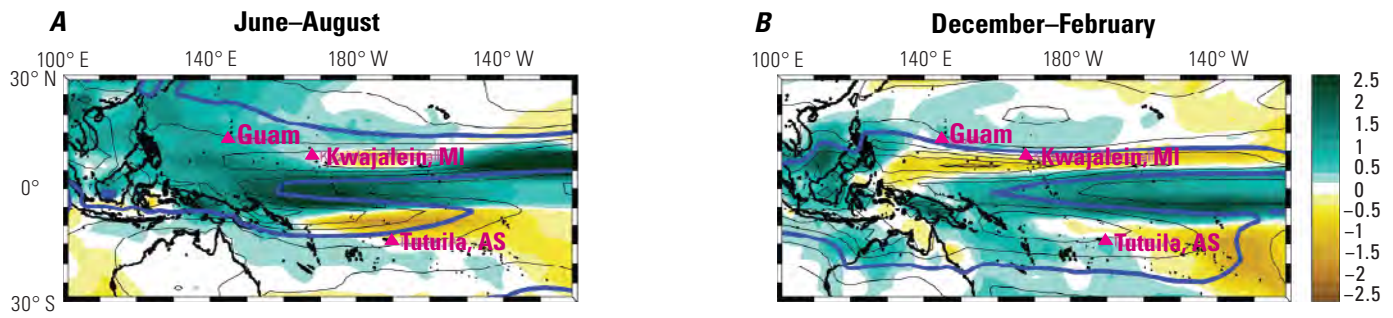 A June–August
100° E 140° E 180° W 140° W
30° N
0°
30° S
Guam
Kwajalein, MI
Tutuila, AS
B December–February
100° E 140° E 180° W 140° W
Guam
Kwajalein, MI
Tutuila, AS
2.5
2
1.5
1
0.5
0
–0.5
–1
–1.5
–2
–2.5